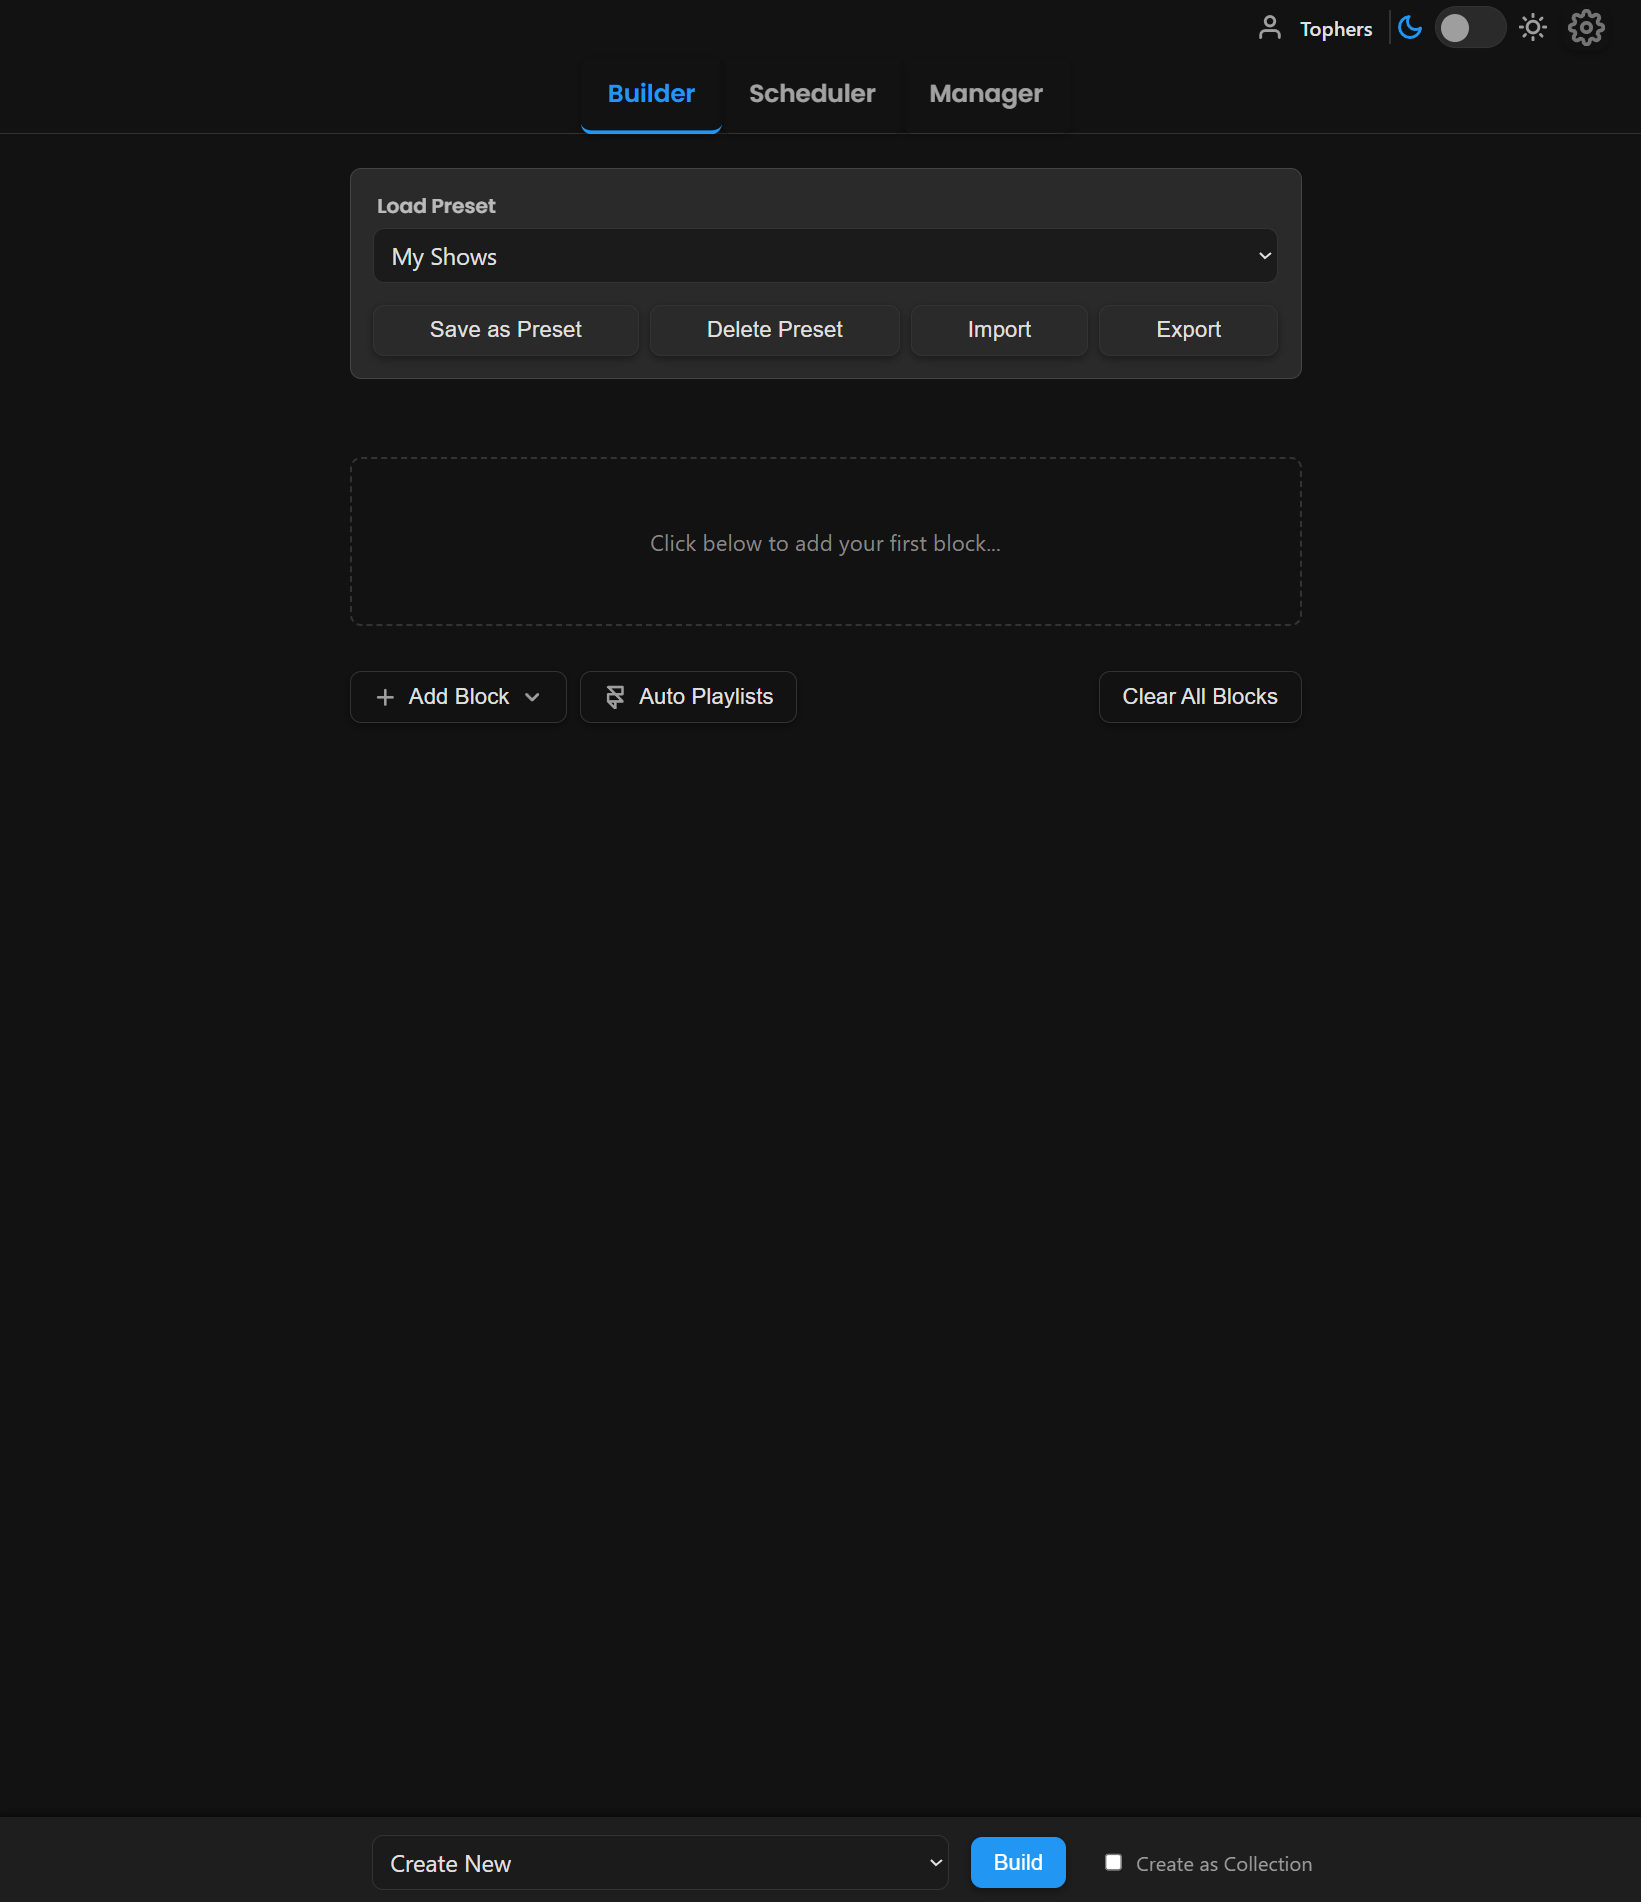 Tophers
Builder Scheduler Manager
Load Preset
My Shows
Save as Preset Delete Preset Import Export
Click below to add your first block...
Add Block Auto Playlists Clear All Blocks
Create New Build Create as Collection